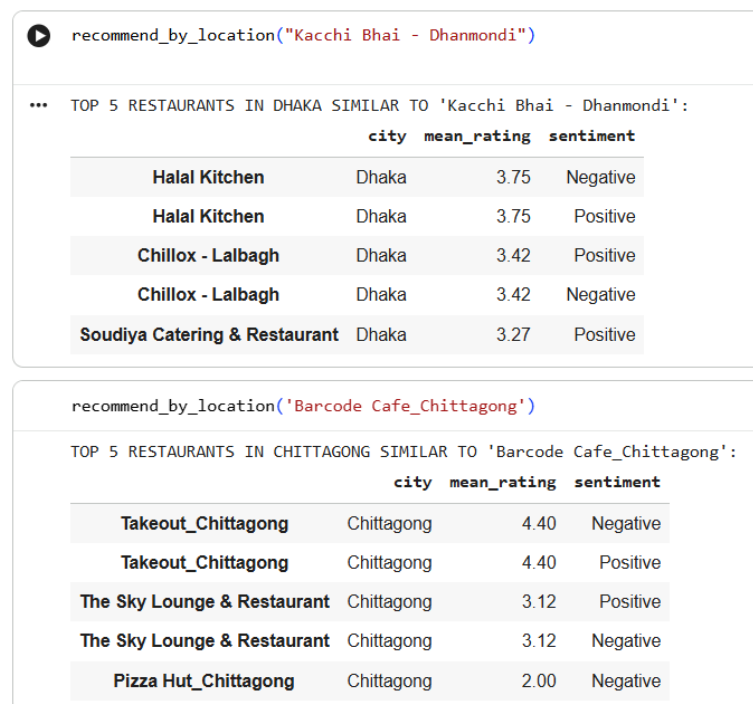 recommend_by_location("Kacchi Bhai - Dhanmondi")
TOP 5 RESTAURANTS IN DHAKA SIMILAR TO 'Kacchi Bhai - Dhanmondi':
city mean_rating sentiment
Halal Kitchen Dhaka 3.75 Negative
Halal Kitchen Dhaka 3.75 Positive
Chillox - Lalbagh Dhaka 3.42 Positive
Chillox - Lalbagh Dhaka 3.42 Negative
Soudiya Catering & Restaurant Dhaka 3.27 Positive
recommend_by_location('Barcode Cafe_Chittagong')
TOP 5 RESTAURANTS IN CHITTAGONG SIMILAR TO 'Barcode Cafe_Chittagong':
city mean_rating sentiment
Takeout_Chittagong Chittagong 4.40 Negative
Takeout_Chittagong Chittagong 4.40 Positive
The Sky Lounge & Restaurant Chittagong 3.12 Positive
The Sky Lounge & Restaurant Chittagong 3.12 Negative
Pizza Hut_Chittagong Chittagong 2.00 Negative